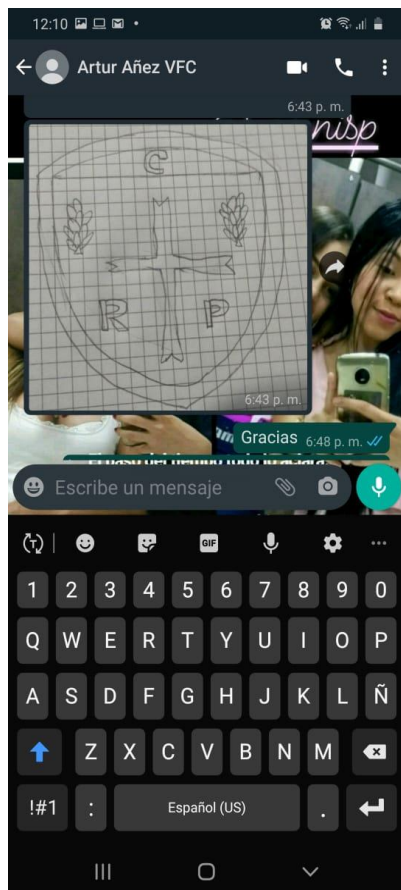 12:10
Artur Añez VFC
6:43 p. m.
nisp
C
R P
6:43 p. m.
Gracias 6:48 p. m.
Escribe un mensaje
GIF
1 2 3 4 5 6 7 8 9 0
Q W E R T Y U I O P
A S D F G H J K L Ñ
Z X C V B N M
!#1 : Español (US) .